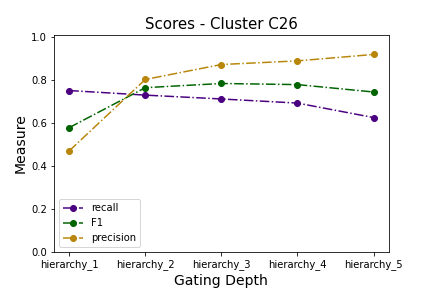 Scores - Cluster C26
1.0
0.8
0.6
0.4
0.2
0.0
Measure
recall
F1
precision
hierarchy_1 hierarchy_2 hierarchy_3 hierarchy_4 hierarchy_5
Gating Depth